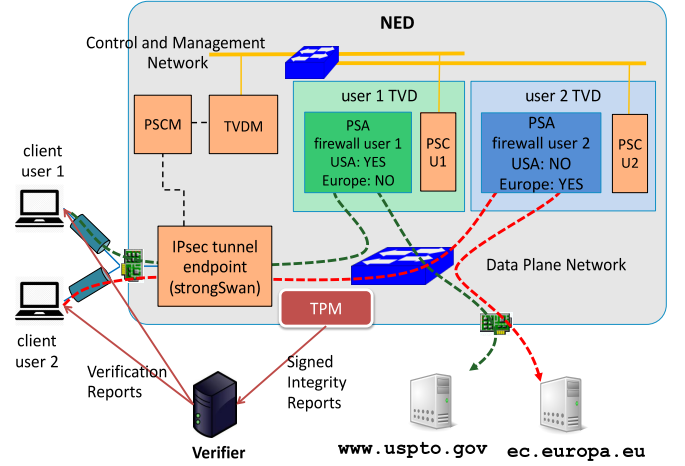 NED
Control and Management
Network
user 1 TVD
user 2 TVD
PSCM
TVDM
PSA
firewall user 1
USA: YES
Europe: NO
PSC
U1
PSA
firewall user 2
USA: NO
Europe: YES
PSC
U2
client
user 1
IPsec tunnel
endpoint
(strongSwan)
Data Plane Network
TPM
client
user 2
Verification
Reports
Signed
Integrity
Reports
Verifier
www.uspto.gov
ec.europa.eu